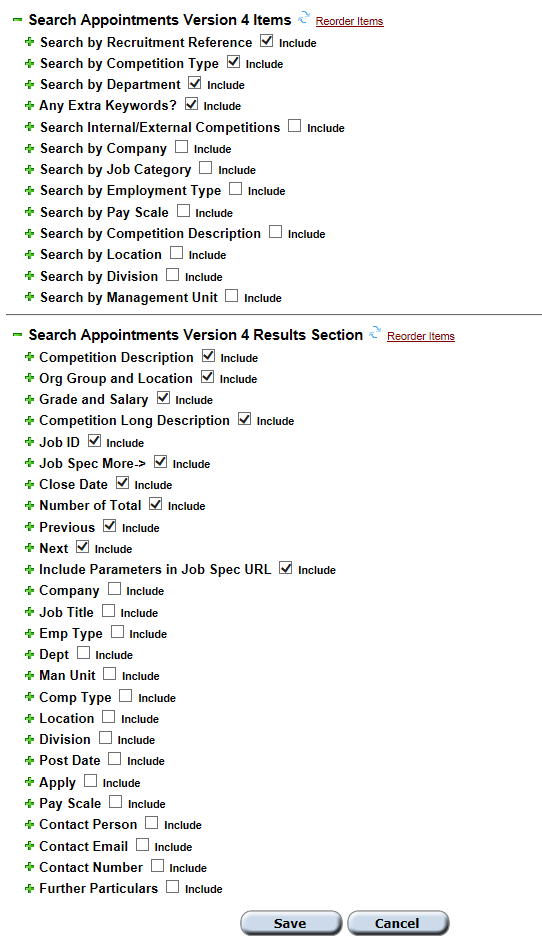 Search Appointments Version 4 Items Reorder Items
Search by Recruitment Reference Include
Search by Competition Type Include
Search by Department Include
Any Extra Keywords? Include
Search Internal/External Competitions Include
Search by Company Include
Search by Job Category Include
Search by Employment Type Include
Search by Pay Scale Include
Search by Competition Description Include
Search by Location Include
Search by Division Include
Search by Management Unit Include
Search Appointments Version 4 Results Section Reorder Items
Competition Description Include
Org Group and Location Include
Grade and Salary Include
Competition Long Description Include
Job ID Include
Job Spec More-> Include
Close Date Include
Number of Total Include
Previous Include
Next Include
Include Parameters in Job Spec URL Include
Company Include
Job Title Include
Emp Type Include
Dept Include
Man Unit Include
Comp Type Include
Location Include
Division Include
Post Date Include
Apply Include
Pay Scale Include
Contact Person Include
Contact Email Include
Contact Number Include
Further Particulars Include
Save Cancel